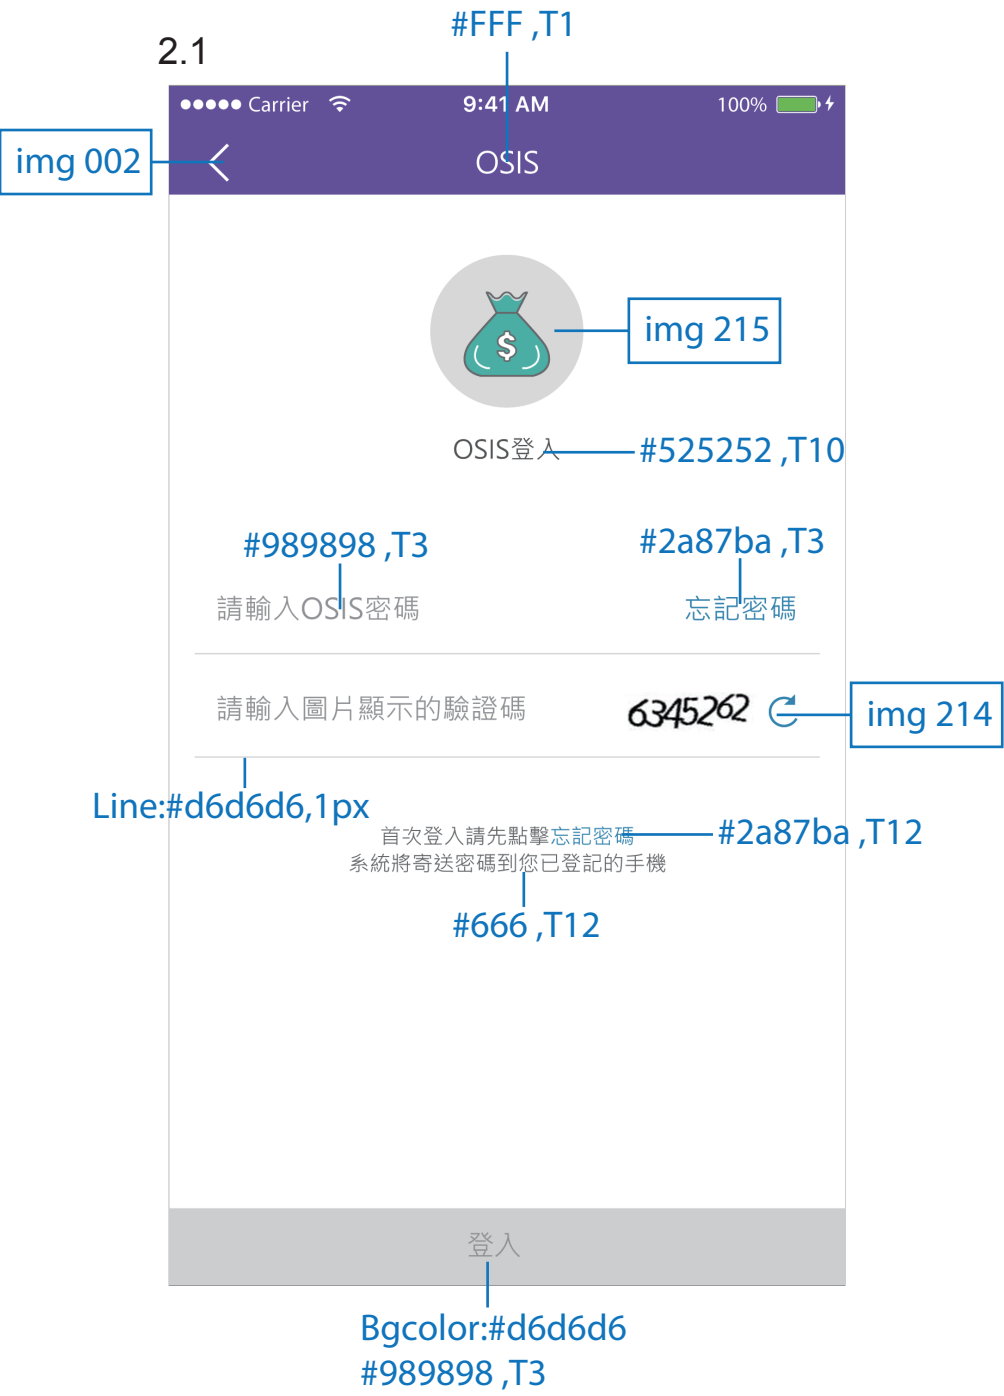 #FFF ,T1
2.1
Carrier 9:41 AM 100%
img 002
OSIS
$
img 215
OSIS登入
#525252 ,T10
#989898 ,T3
#2a87ba ,T3
請輸入OSIS密碼
忘記密碼
請輸入圖片顯示的驗證碼
6345262
img 214
Line:#d6d6d6,1px
首次登入請先點擊忘記密碼
#2a87ba ,T12
系統將寄送密碼到您已登記的手機
#666 ,T12
登入
Bgcolor:#d6d6d6
#989898 ,T3